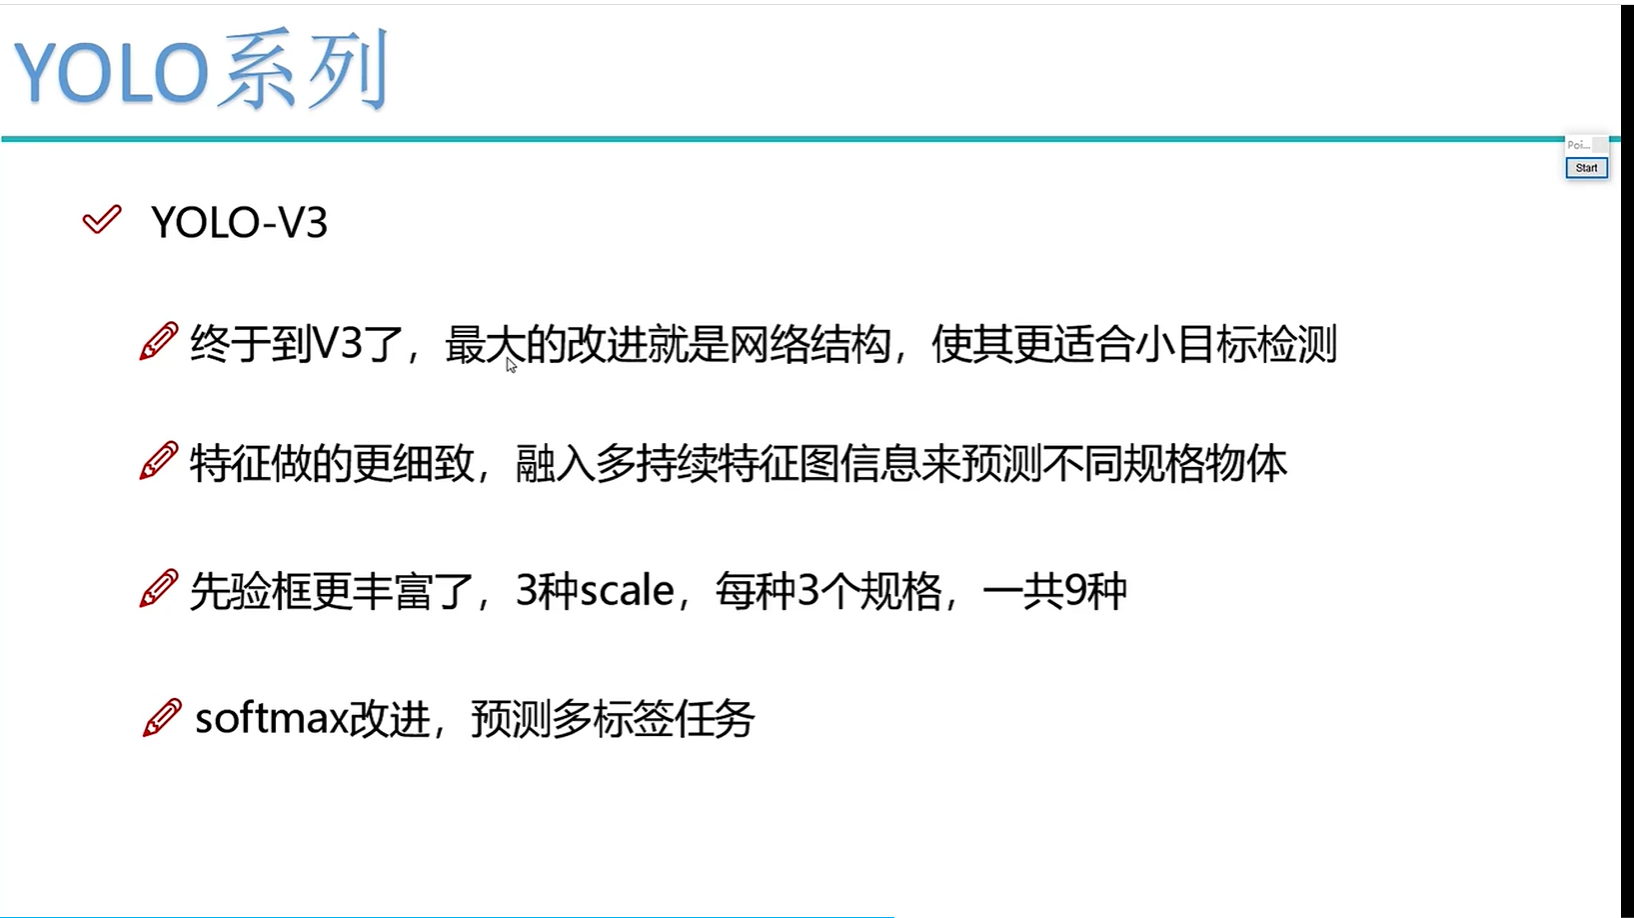 YOLO系列
Poi...
Start
YOLO-V3
终于到V3了，最大的改进就是网络结构，使其更适合小目标检测
特征做的更细致，融入多持续特征图信息来预测不同规格物体
先验框更丰富了，3种scale，每种3个规格，一共9种
softmax改进，预测多标签任务